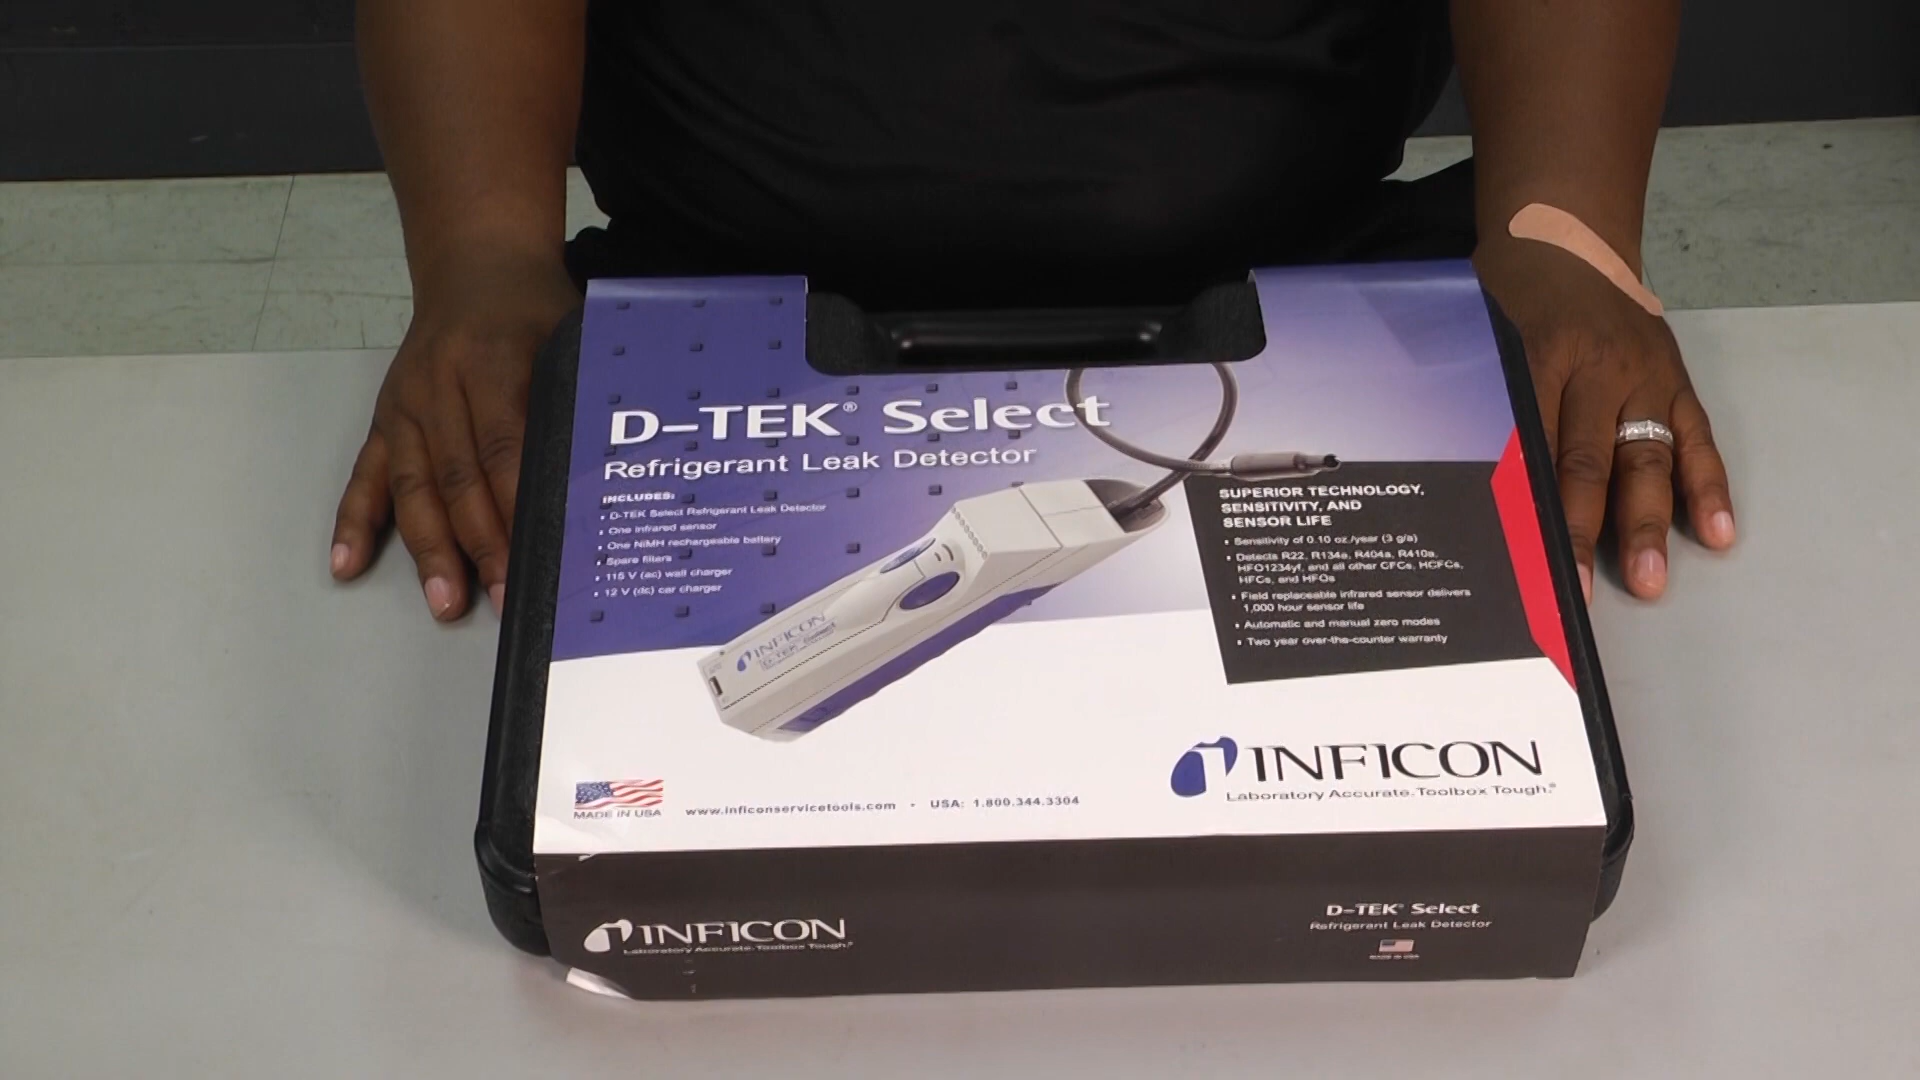 D-TEK® Select
Refrigerant Leak Detector
INCLUDES:
• D-TEK Select Refrigerant Leak Detector
• One infrared sensor
• One NiMH rechargeable battery
• Spare filters
• 115 V (ac) wall charger
• 12 V (dc) car charger
SUPERIOR TECHNOLOGY,
SENSITIVITY, AND
SENSOR LIFE
• Sensitivity of 0.10 oz./year (3 g/a)
• Detects R22, R134a, R404a, R410a,
HFO1234yf, and all other CFCs, HCFCs,
HFCs, and HFOs
• Field replaceable infrared sensor delivers
1,000 hour sensor life
• Automatic and manual zero modes
• Two year over-the-counter warranty
INFICON
D-TEK Select
INFICON
Laboratory Accurate. Toolbox Tough.®
MADE IN USA
www.inficonservicetools.com • USA: 1.800.344.3304
INFICON
Laboratory Accurate. Toolbox Tough.®
D-TEK® Select
Refrigerant Leak Detector
MADE IN USA